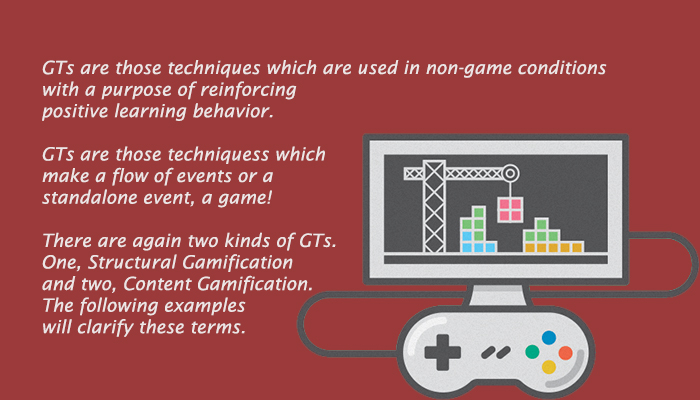 GTs are those techniques which are used in non-game conditions
with a purpose of reinforcing
positive learning behavior.
GTs are those techniquess which
make a flow of events or a
standalone event, a game!
There are again two kinds of GTs.
One, Structural Gamification
and two, Content Gamification.
The following examples
will clarify these terms.